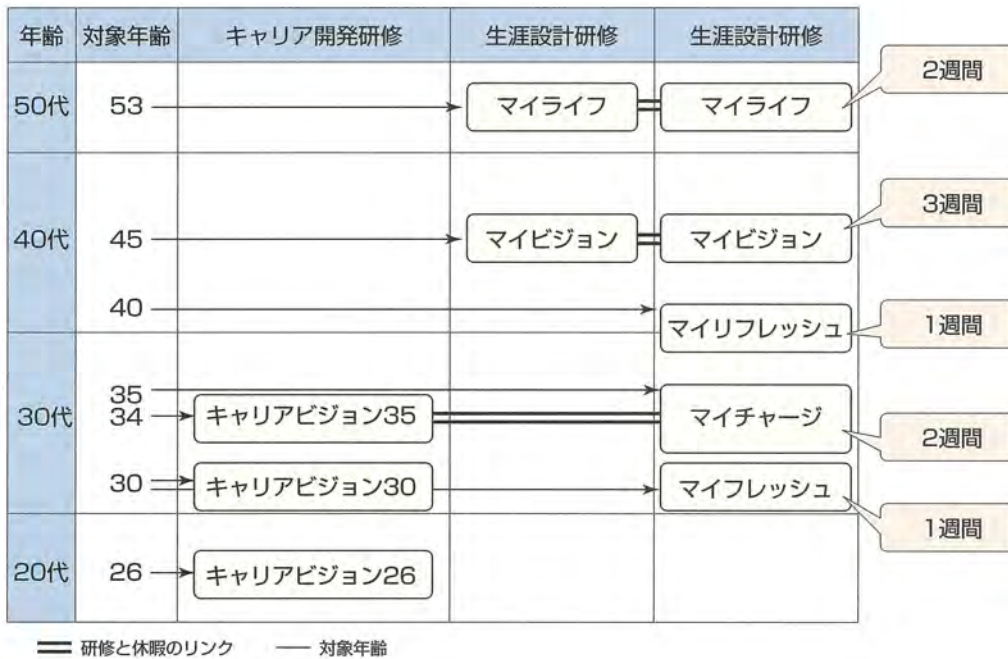 年齢 対象年齢 キャリア開発研修 生涯設計研修 生涯設計研修
2週間
50代 53 マイライフ マイライフ
3週間
40代 45 マイビジョン マイビジョン
40
マイリフレッシュ 1週間
35
30代 34 キャリアビジョン35 マイチャージ
2週間
30 キャリアビジョン30 マイフレッシュ
1週間
20代 26 キャリアビジョン26
研修と休暇のリンク 対象年齢